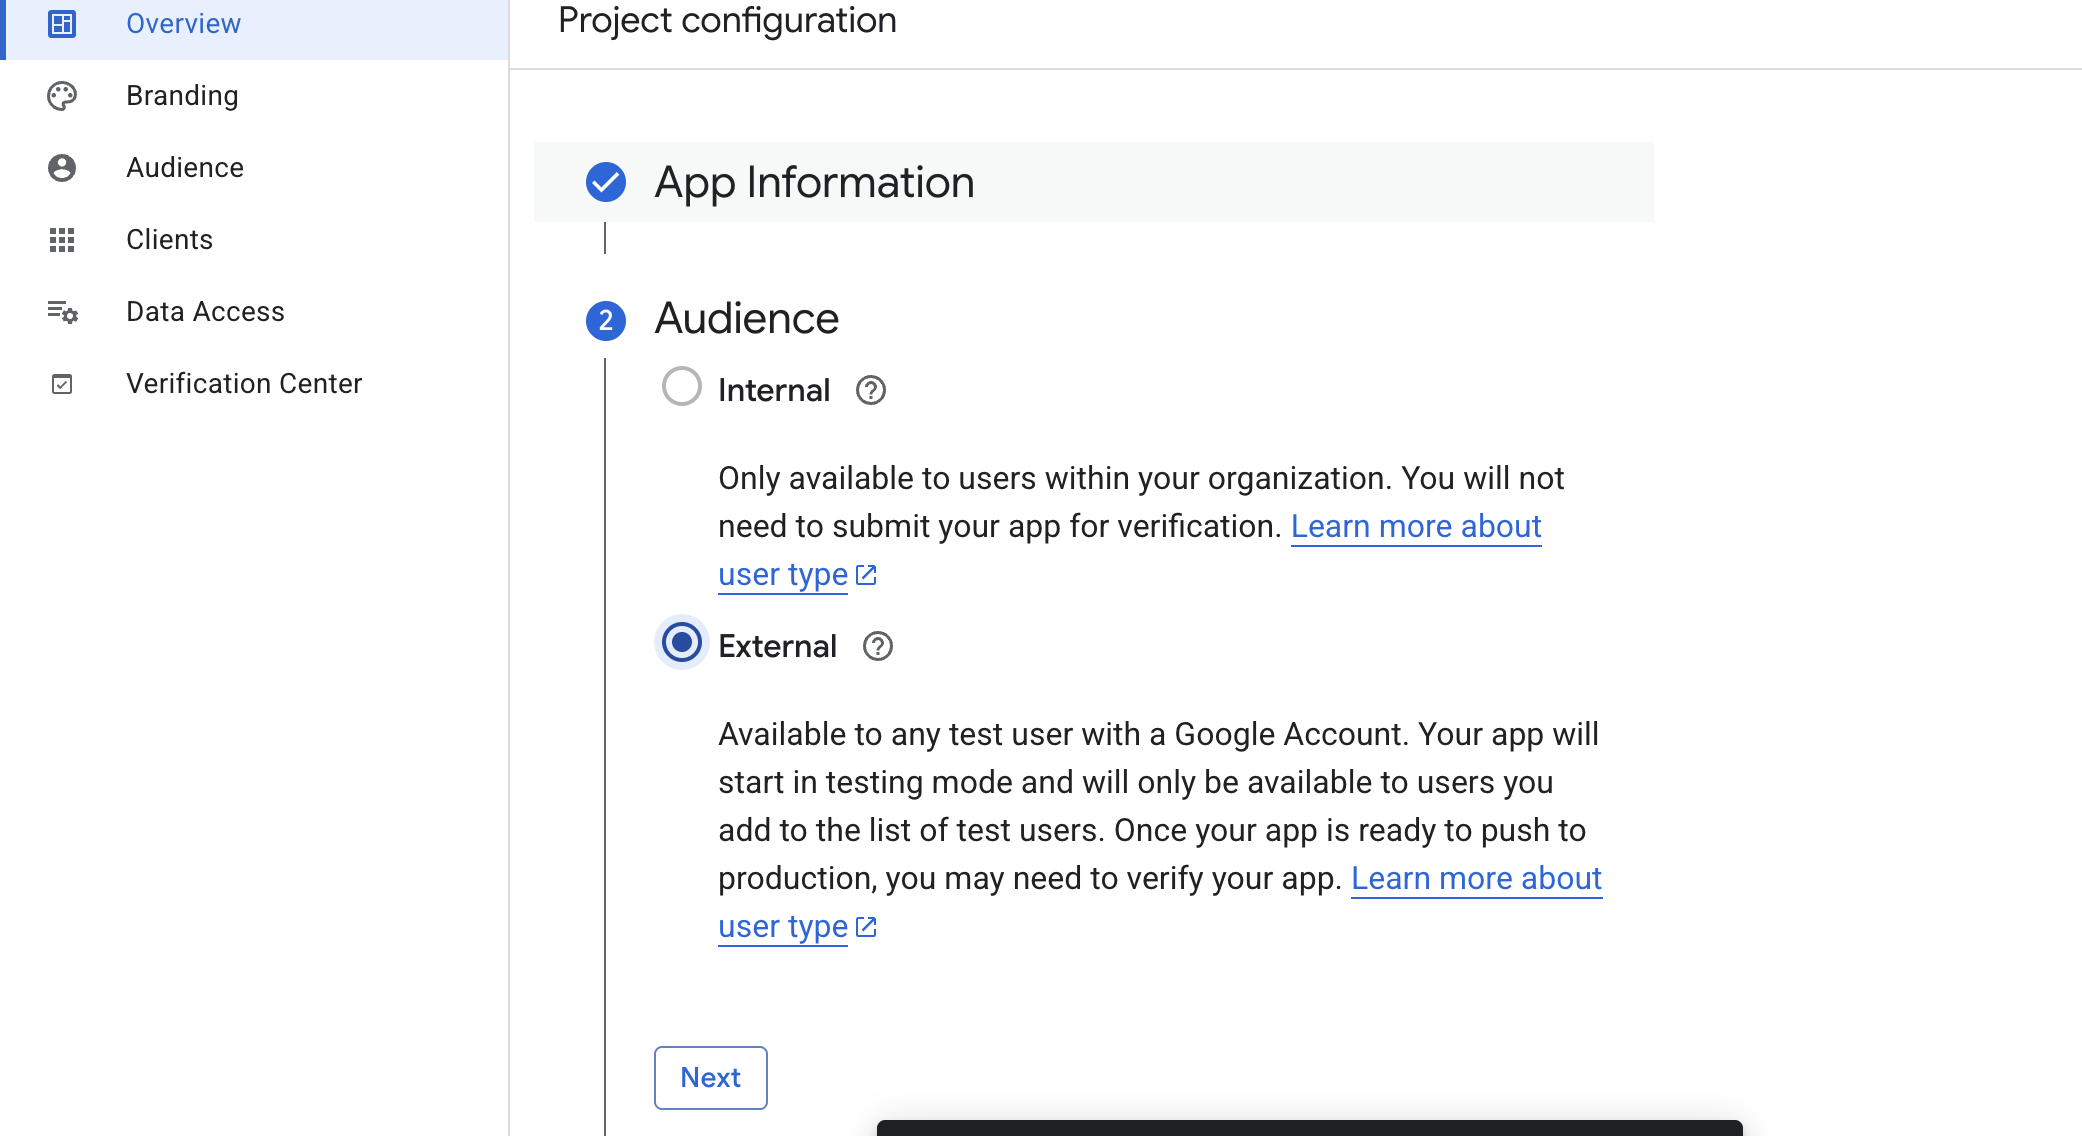 Overview
Branding
Audience
Clients
Data Access
Verification Center
Project configuration
App Information
2 Audience
Internal
Only available to users within your organization. You will not
need to submit your app for verification. Learn more about
user type
External
Available to any test user with a Google Account. Your app will
start in testing mode and will only be available to users you
add to the list of test users. Once your app is ready to push to
production, you may need to verify your app. Learn more about
user type
Next